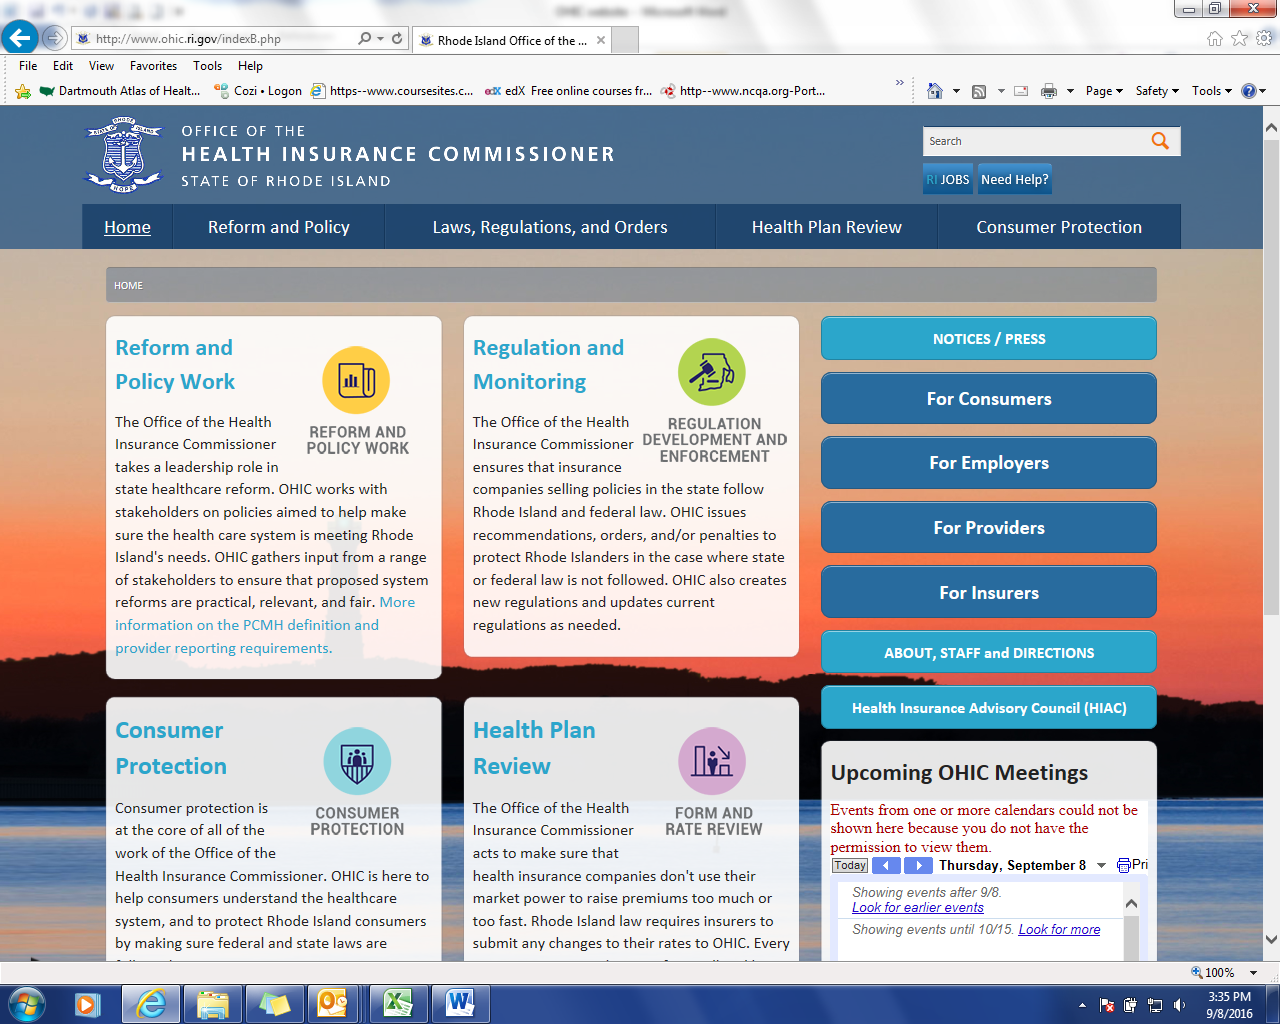 OHIC website - Microsoft Word
http://www.ohic.ri.gov/indexB.php
Rhode Island Office of the ...
File Edit View Favorites Tools Help
Dartmouth Atlas of Healt... Cozi • Logon https--www.coursesites.c... edX Free online courses fr... http--www.ncqa.org-Port... » Page Safety Tools
OFFICE OF THE
HEALTH INSURANCE COMMISSIONER
STATE OF RHODE ISLAND
HOPE
Search
RI JOBS Need Help?
Home Reform and Policy Laws, Regulations, and Orders Health Plan Review Consumer Protection
HOME
Reform and
Policy Work
REFORM AND
POLICY WORK
The Office of the Health
Insurance Commissioner
takes a leadership role in
state healthcare reform. OHIC works with
stakeholders on policies aimed to help make
sure the health care system is meeting Rhode
Island's needs. OHIC gathers input from a range
of stakeholders to ensure that proposed system
reforms are practical, relevant, and fair. More
information on the PCMH definition and
provider reporting requirements.
Regulation and
Monitoring
REGULATION
DEVELOPMENT AND
ENFORCEMENT
The Office of the Health
Insurance Commissioner
ensures that insurance
companies selling policies in the state follow
Rhode Island and federal law. OHIC issues
recommendations, orders, and/or penalties to
protect Rhode Islanders in the case where state
or federal law is not followed. OHIC also creates
new regulations and updates current
regulations as needed.
NOTICES / PRESS
For Consumers
For Employers
For Providers
For Insurers
ABOUT, STAFF and DIRECTIONS
Health Insurance Advisory Council (HIAC)
Consumer
Protection
CONSUMER
PROTECTION
Consumer protection is
at the core of all of the
work of the Office of the
Health Insurance Commissioner. OHIC is here to
help consumers understand the healthcare
system, and to protect Rhode Island consumers
by making sure federal and state laws are
Health Plan
Review
FORM AND
RATE REVIEW
The Office of the Health
Insurance Commissioner
acts to make sure that
health insurance companies don't use their
market power to raise premiums too much or
too fast. Rhode Island law requires insurers to
submit any changes to their rates to OHIC. Every
Upcoming OHIC Meetings
Events from one or more calendars could not be
shown here because you do not have the
permission to view them.
Today Thursday, September 8 Pri
Showing events after 9/8.
Look for earlier events
Showing events until 10/15. Look for more
100%
3:35 PM
9/8/2016